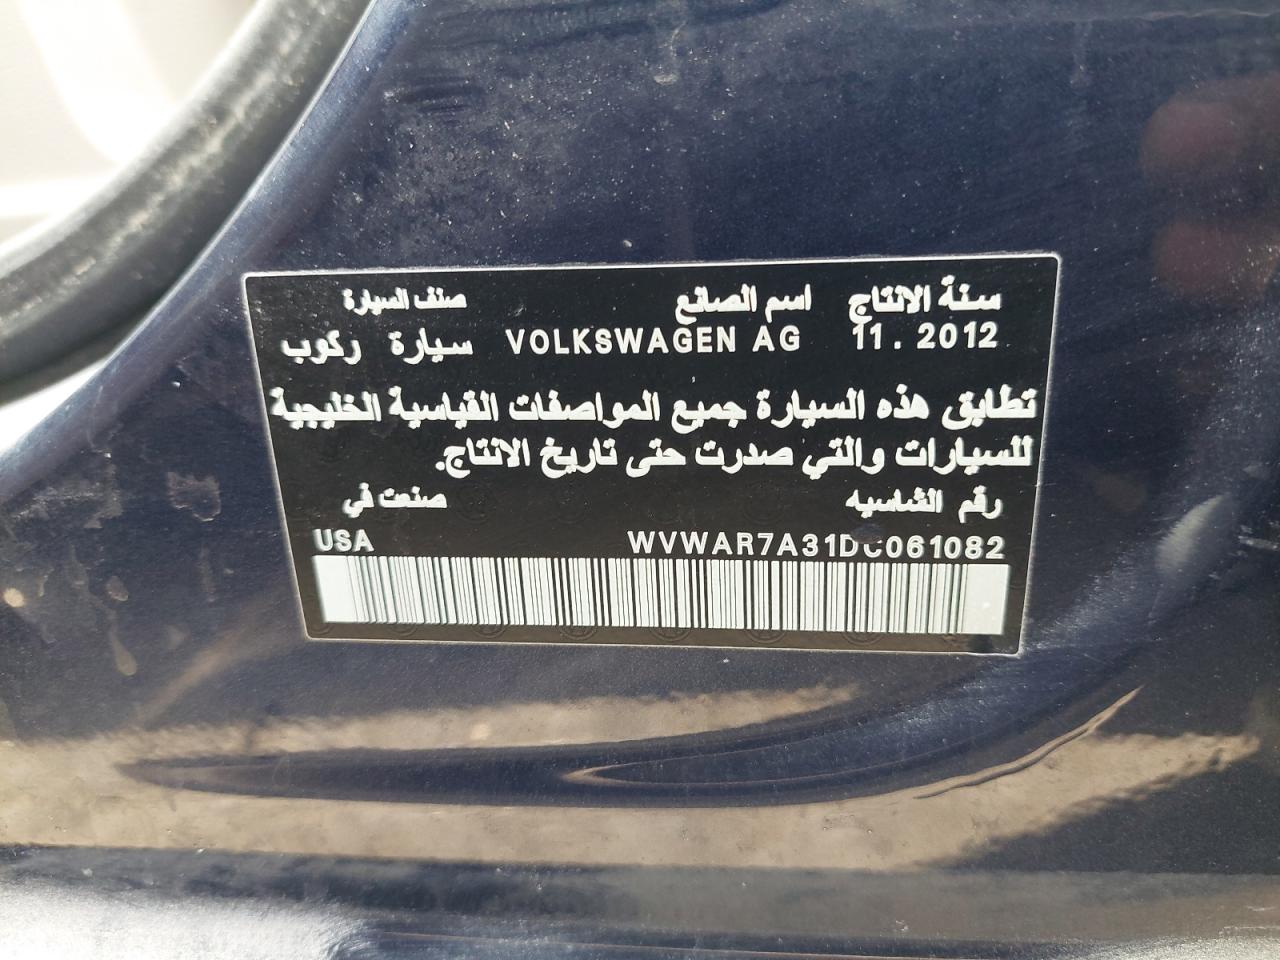 سنة الانتاج اسم الصانع صنف السيارة
11.2012 VOLKSWAGEN AG سيارة ركوب
تطابق هذه السيارة جميع المواصفات القياسية الخليجية
للسيارات والتي صدرت حتى تاريخ الانتاج.
رقم الشاسيه صنعت في
WVWAR7A31DC061082 USA